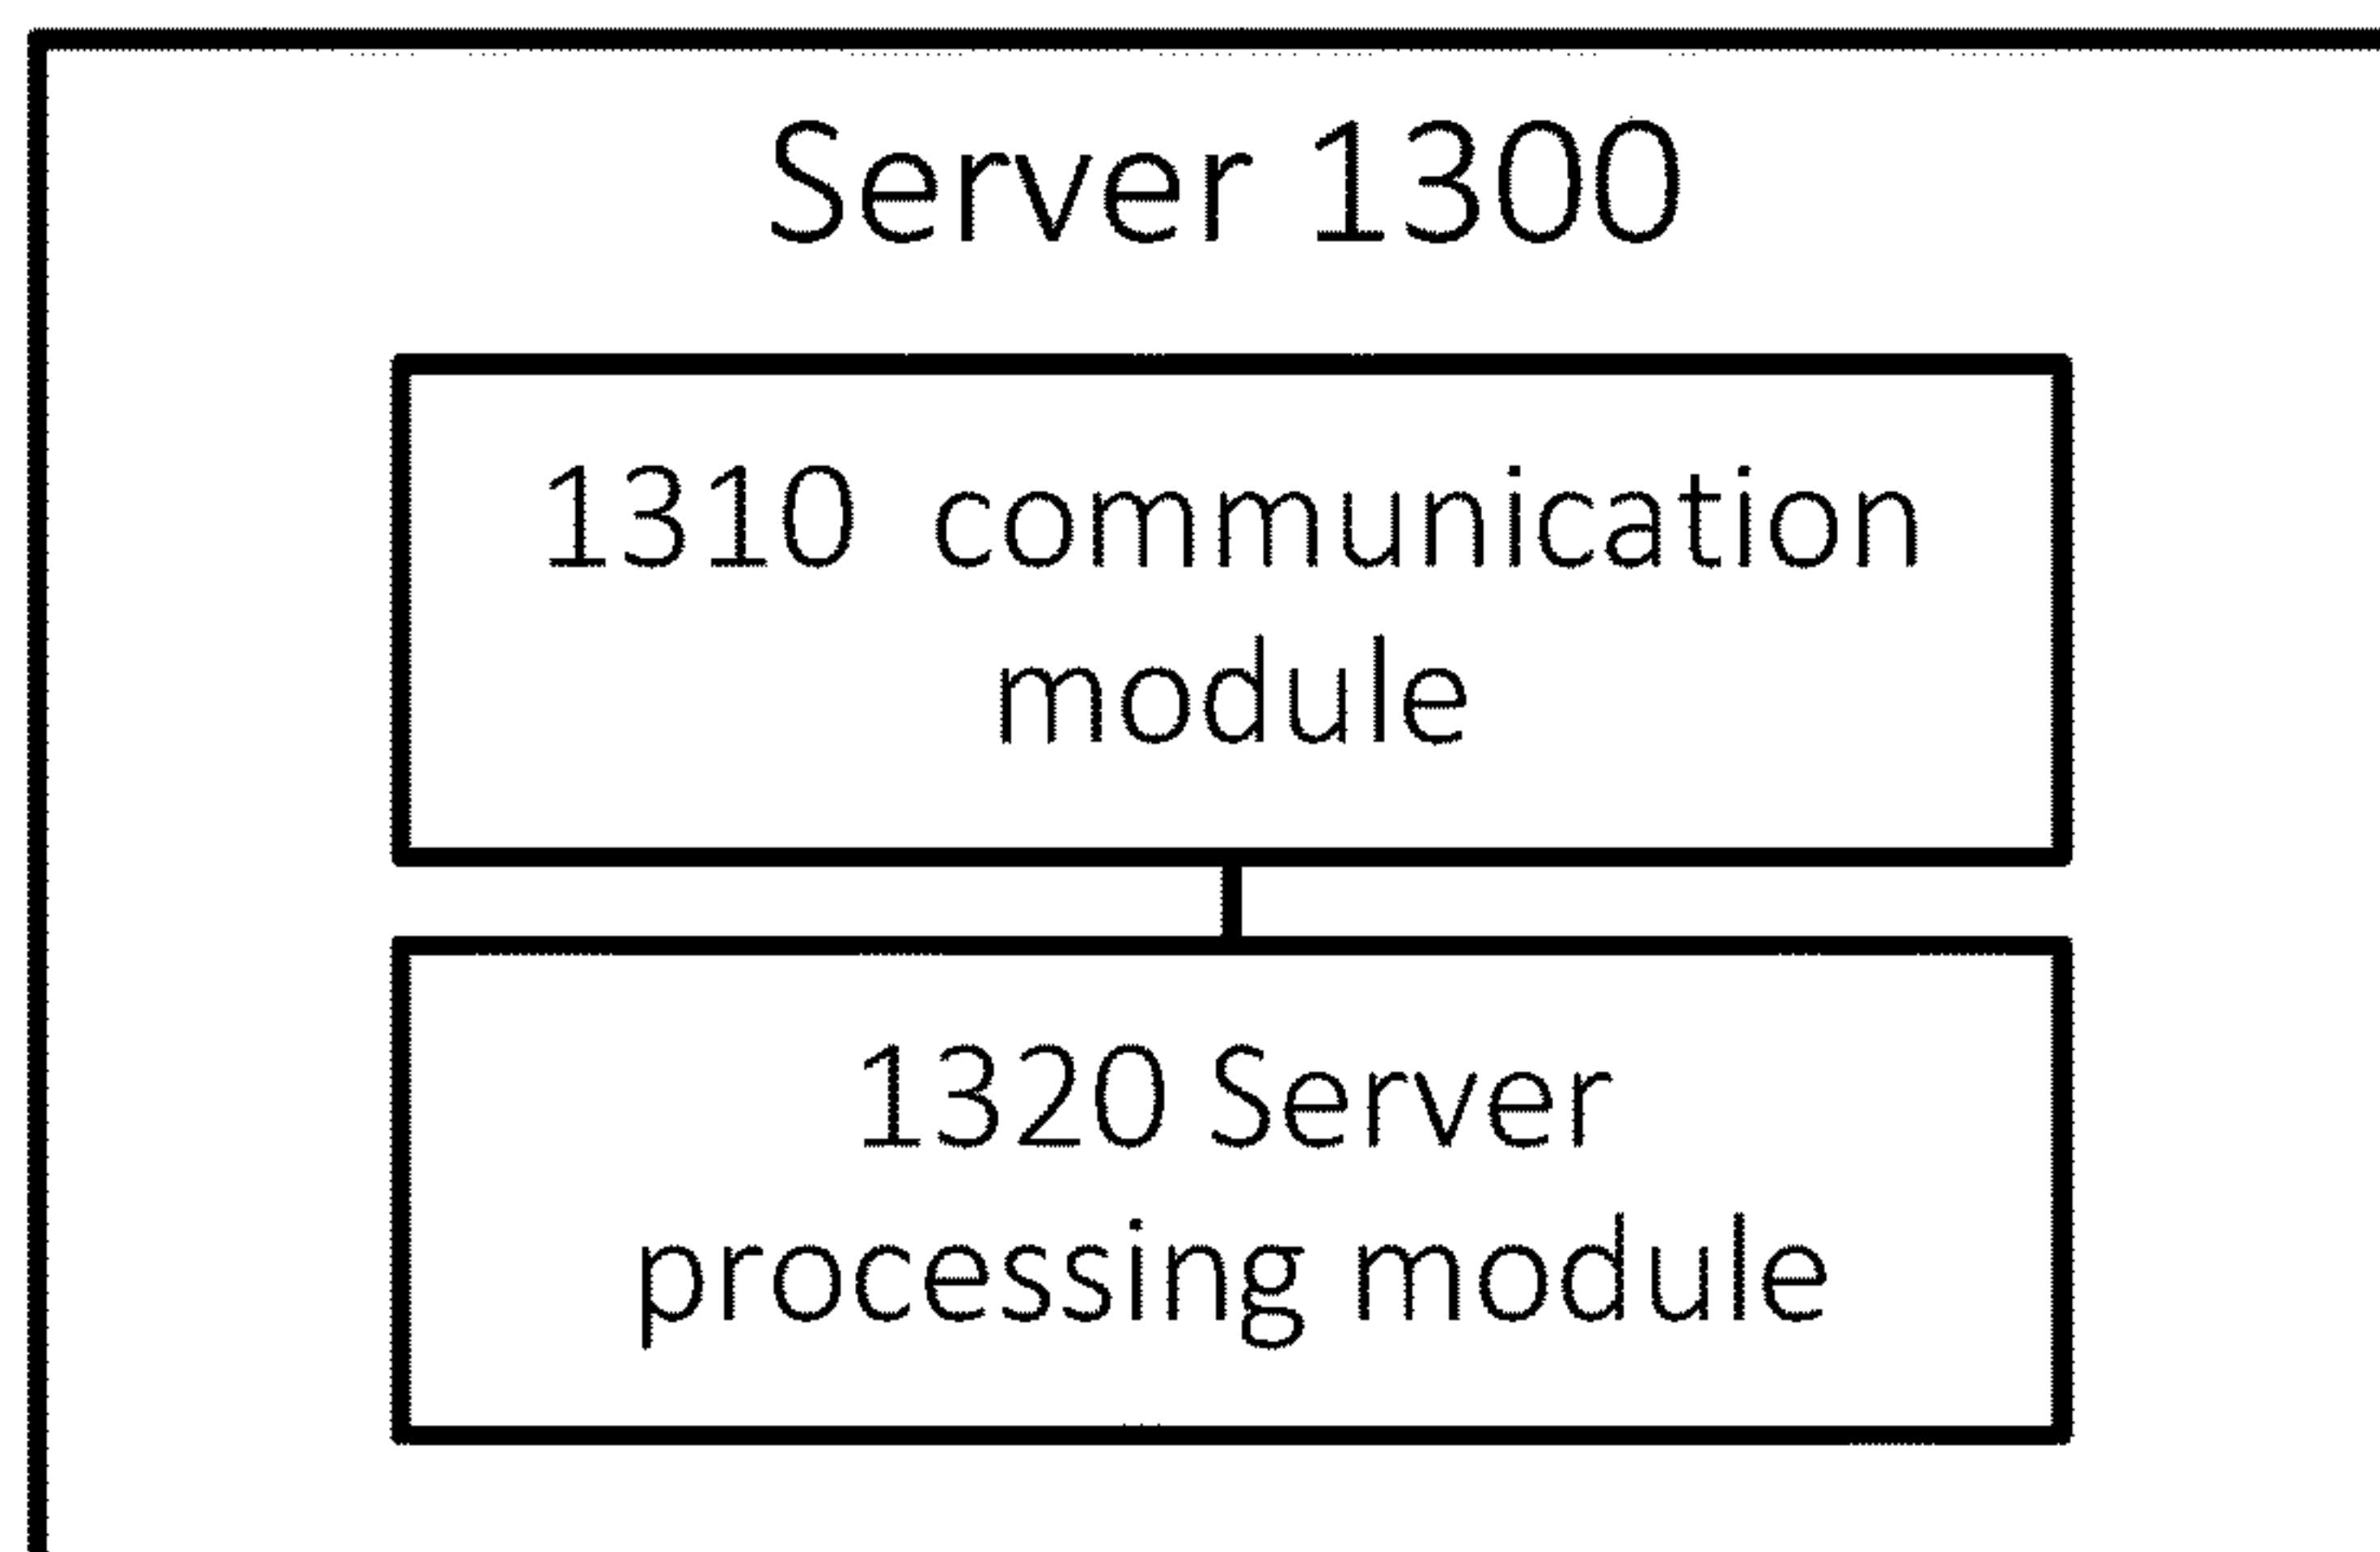 Server 1300
1310 communication
module
1320 Server
processing module